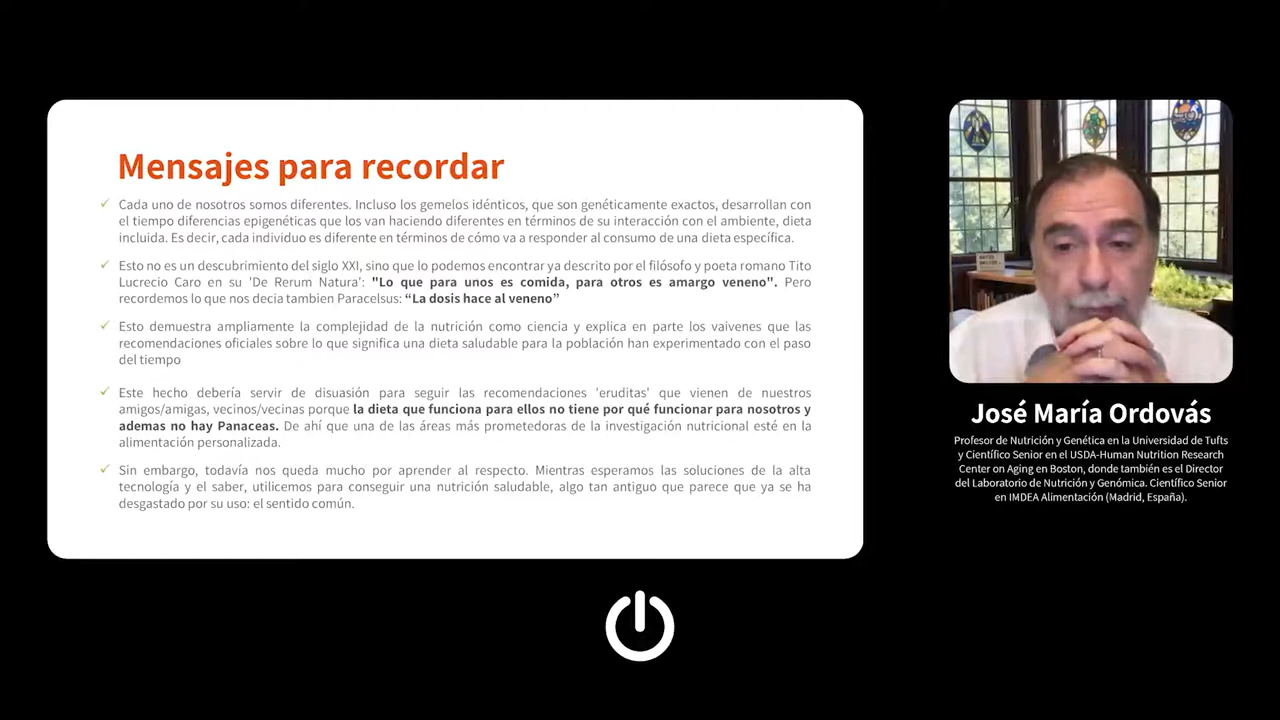 Mensajes para recordar
Cada uno de nosotros somos diferentes. Incluso los gemelos idénticos, que son genéticamente exactos, desarrollan con
el tiempo diferencias epigenéticas que los van haciendo diferentes en términos de su interacción con el ambiente, dieta
incluida. Es decir, cada individuo es diferente en términos de cómo va a responder al consumo de una dieta específica.
Esto no es un descubrimiento del siglo XXI, sino que lo podemos encontrar ya descrito por el filósofo y poeta romano Tito
Lucrecio Caro en su 'De Rerum Natura': "Lo que para unos es comida, para otros es amargo veneno". Pero
recordemos lo que nos decia tambien Paracelsus: “La dosis hace al veneno”
Esto demuestra ampliamente la complejidad de la nutrición como ciencia y explica en parte los vaivenes que las
recomendaciones oficiales sobre lo que significa una dieta saludable para la población han experimentado con el paso
del tiempo
Este hecho debería servir de disuasión para seguir las recomendaciones 'eruditas' que vienen de nuestros
amigos/amigas, vecinos/vecinas porque la dieta que funciona para ellos no tiene por qué funcionar para nosotros y
ademas no hay Panaceas. De ahí que una de las áreas más prometedoras de la investigación nutricional esté en la
alimentación personalizada.
Sin embargo, todavía nos queda mucho por aprender al respecto. Mientras esperamos las soluciones de la alta
tecnología y el saber, utilicemos para conseguir una nutrición saludable, algo tan antiguo que parece que ya se ha
desgastado por su uso: el sentido común.
José María Ordovás
Profesor de Nutrición y Genética en la Universidad de Tufts
y Científico Senior en el USDA-Human Nutrition Research
Center on Aging en Boston, donde también es el Director
del Laboratorio de Nutrición y Genómica. Científico Senior
en IMDEA Alimentación (Madrid, España).